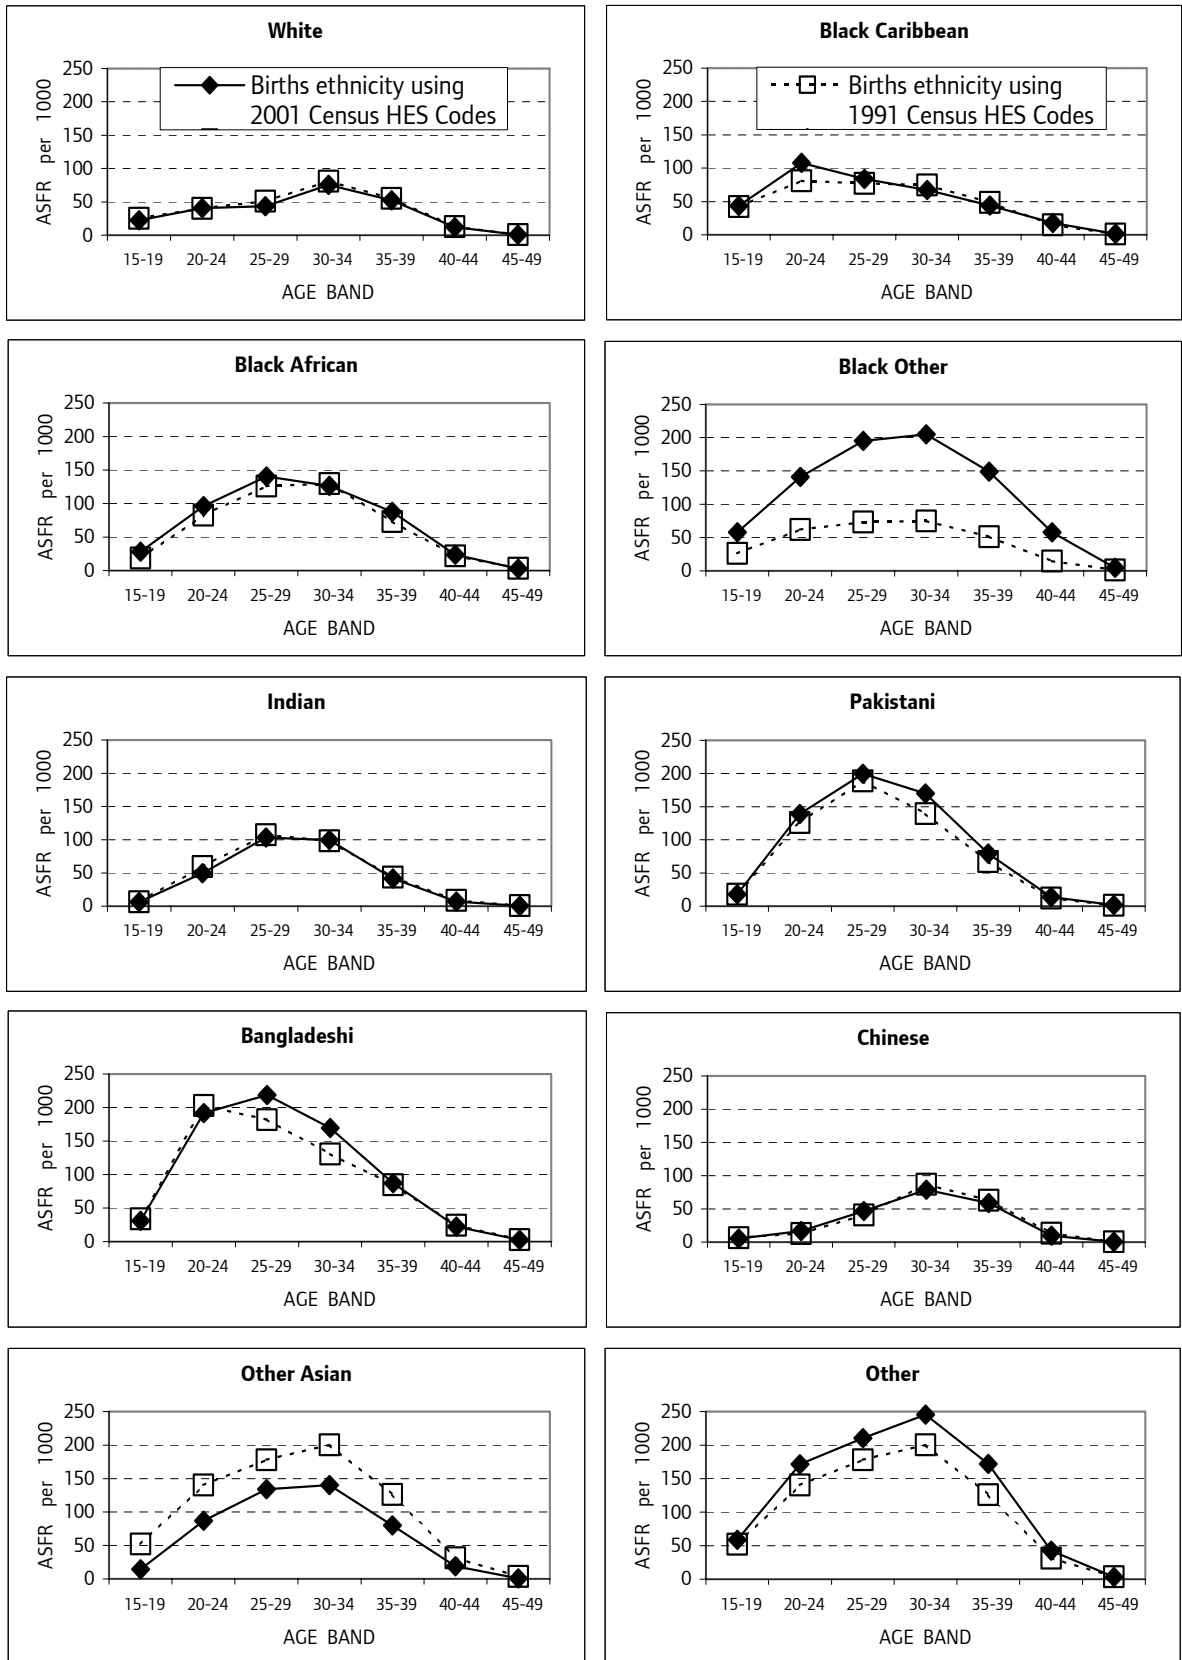 White
250
200
150
100
50
0
ASFR per 1000
Births ethnicity using
2001 Census HES Codes
15-19 20-24 25-29 30-34 35-39 40-44 45-49
AGE BAND
Black Caribbean
250
200
150
100
50
0
ASFR per 1000
Births ethnicity using
1991 Census HES Codes
15-19 20-24 25-29 30-34 35-39 40-44 45-49
AGE BAND
Black African
250
200
150
100
50
0
ASFR per 1000
15-19 20-24 25-29 30-34 35-39 40-44 45-49
AGE BAND
Black Other
250
200
150
100
50
0
ASFR per 1000
15-19 20-24 25-29 30-34 35-39 40-44 45-49
AGE BAND
Indian
250
200
150
100
50
0
ASFR per 1000
15-19 20-24 25-29 30-34 35-39 40-44 45-49
AGE BAND
Pakistani
250
200
150
100
50
0
ASFR per 1000
15-19 20-24 25-29 30-34 35-39 40-44 45-49
AGE BAND
Bangladeshi
250
200
150
100
50
0
ASFR per 1000
15-19 20-24 25-29 30-34 35-39 40-44 45-49
AGE BAND
Chinese
250
200
150
100
50
0
ASFR per 1000
15-19 20-24 25-29 30-34 35-39 40-44 45-49
AGE BAND
Other Asian
250
200
150
100
50
0
ASFR per 1000
15-19 20-24 25-29 30-34 35-39 40-44 45-49
AGE BAND
Other
250
200
150
100
50
0
ASFR per 1000
15-19 20-24 25-29 30-34 35-39 40-44 45-49
AGE BAND